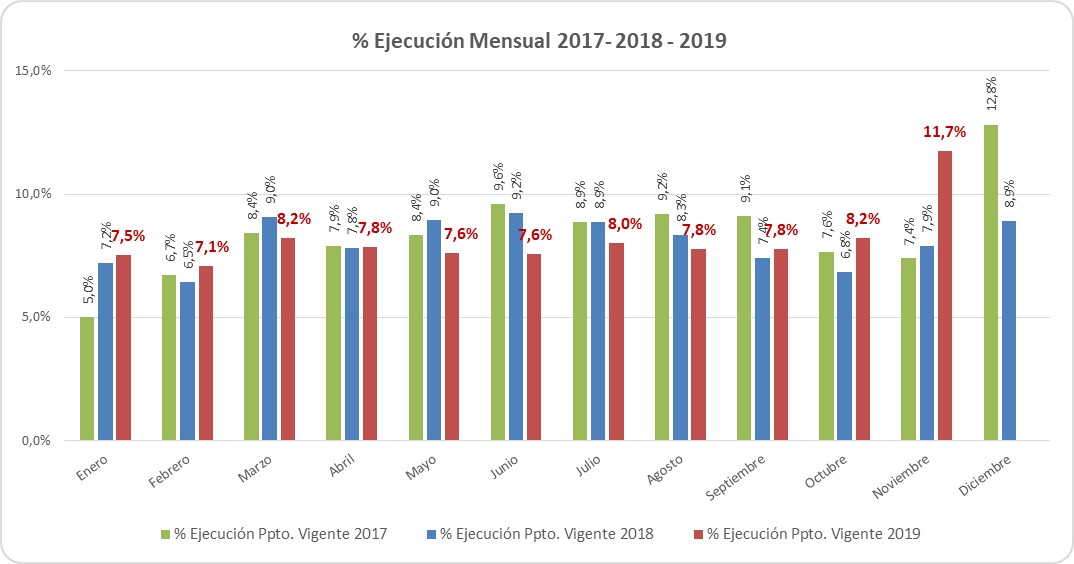 % Ejecución Mensual 2017- 2018 - 2019
15,0%
10,0%
5,0%
0,0%
5,0%
7,2%
7,5%
6,7%
6,5%
7,1%
8,4%
9,0%
8,2%
7,9%
7,8%
7,8%
8,4%
9,0%
7,6%
9,6%
9,2%
7,6%
8,9%
8,9%
8,0%
9,2%
8,3%
7,8%
9,1%
7,4%
7,8%
7,6%
6,8%
8,2%
7,4%
7,9%
11,7%
12,8%
8,9%
Enero
Febrero
Marzo
Abril
Mayo
Junio
Julio
Agosto
Septiembre
Octubre
Noviembre
Diciembre
% Ejecución Ppto. Vigente 2017
% Ejecución Ppto. Vigente 2018
% Ejecución Ppto. Vigente 2019